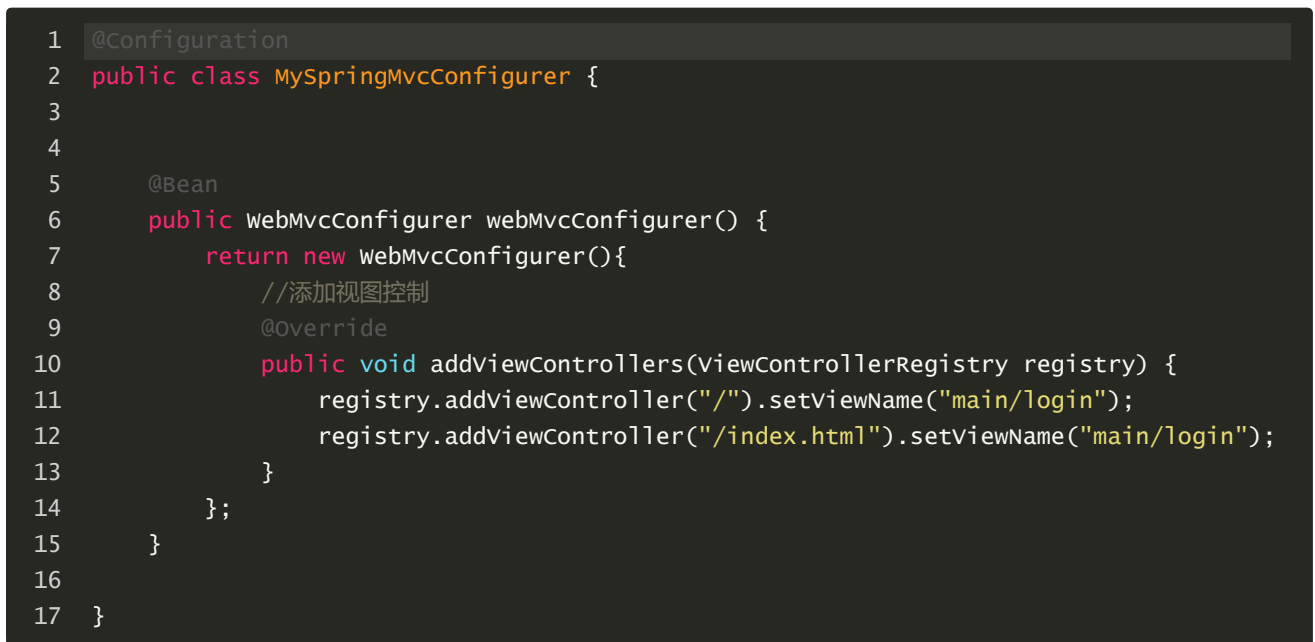 1 @Configuration
2 public class MySpringMvcConfigurer {
3
4
5     @Bean
6     public WebMvcConfigurer webMvcConfigurer() {
7         return new WebMvcConfigurer(){
8             //添加视图控制
9             @Override
10             public void addViewControllers(ViewControllerRegistry registry) {
11                 registry.addViewController("/").setViewName("main/login");
12                 registry.addViewController("/index.html").setViewName("main/login");
13             }
14         };
15     }
16
17 }